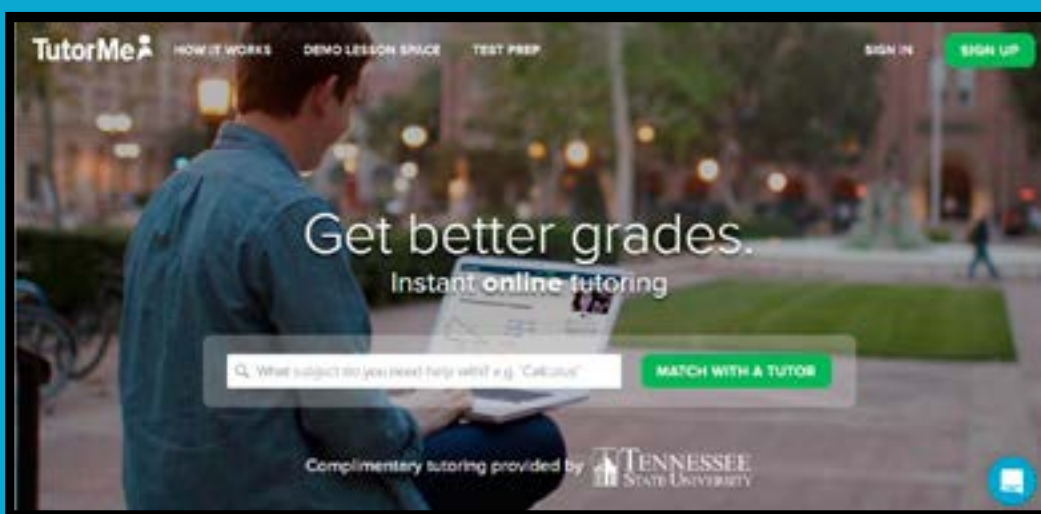 TutorMe
HOW IT WORKS DEMO LESSON SPACE TEST PREP SIGN IN SIGN UP
Get better grades.
Instant online tutoring
What subject do you need help with? e.g. "Calculus" MATCH WITH A TUTOR
Complimentary tutoring provided by TENNESSEE
STATE UNIVERSITY